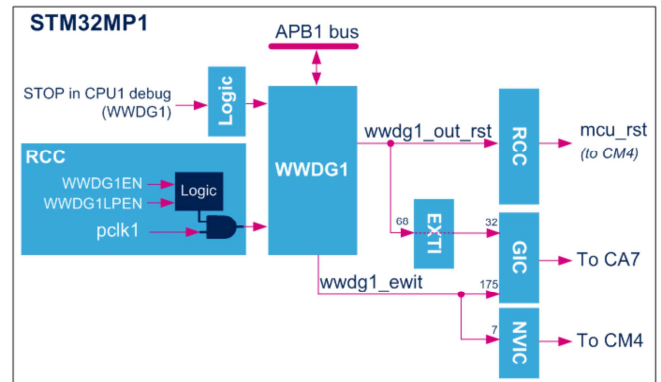 STM32MP1
APB1 bus
STOP in CPU1 debug
(WWDG1)
Logic
RCC
WWDG1EN
WWDG1LPEN
Logic
pclk1
WWDG1
wwdg1_out_rst
RCC
mcu_rst
(to CM4)
68
EXTI
32
GIC
To CA7
wwdg1_ewit
175
7
NVIC
To CM4